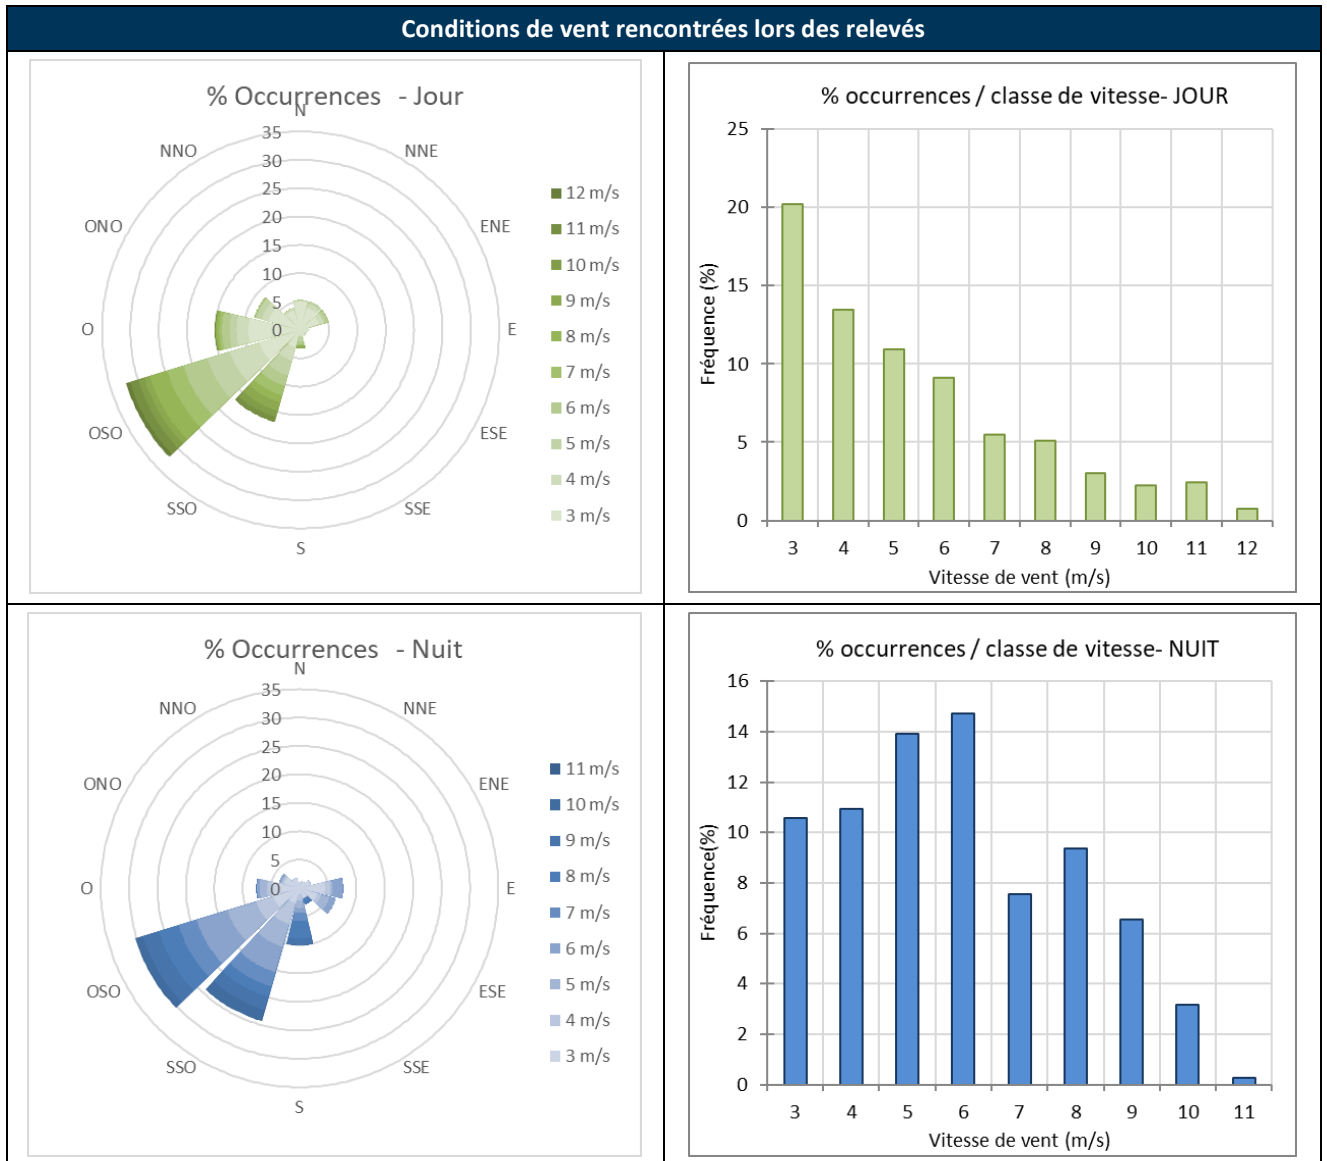 Conditions de vent rencontrées lors des relevés
% Occurrences - Jour
N
NNO
NNE
ONO
ENE
O
E
OSO
ESE
SSO
SSE
S
35
30
25
20
15
10
5
0
12 m/s
11 m/s
10 m/s
9 m/s
8 m/s
7 m/s
6 m/s
5 m/s
4 m/s
3 m/s
% occurrences / classe de vitesse- JOUR
Fréquence (%)
25
20
15
10
5
0
3 4 5 6 7 8 9 10 11 12
Vitesse de vent (m/s)
% Occurrences - Nuit
N
NNO
NNE
ONO
ENE
O
E
OSO
ESE
SSO
SSE
S
35
30
25
20
15
10
5
0
11 m/s
10 m/s
9 m/s
8 m/s
7 m/s
6 m/s
5 m/s
4 m/s
3 m/s
% occurrences / classe de vitesse- NUIT
Fréquence(%)
16
14
12
10
8
6
4
2
0
3 4 5 6 7 8 9 10 11
Vitesse de vent (m/s)